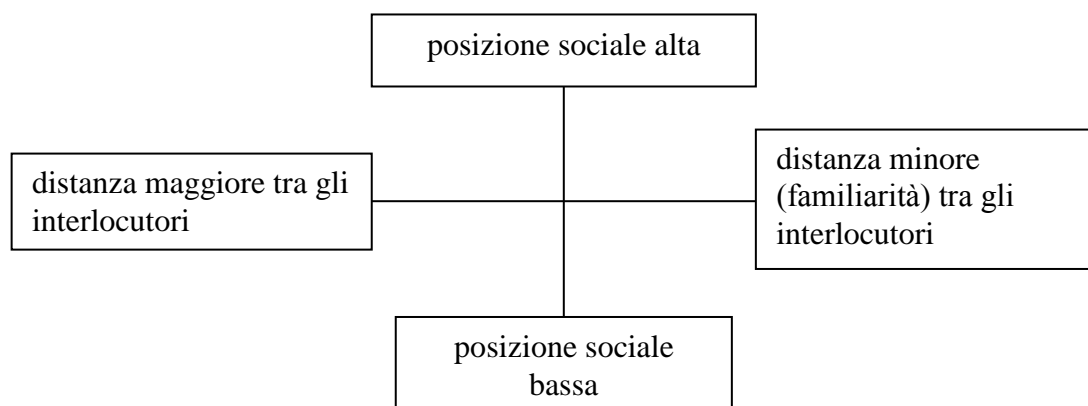 posizione sociale alta
distanza maggiore tra gli
interlocutori
distanza minore
(familiarità) tra gli
interlocutori
posizione sociale
bassa